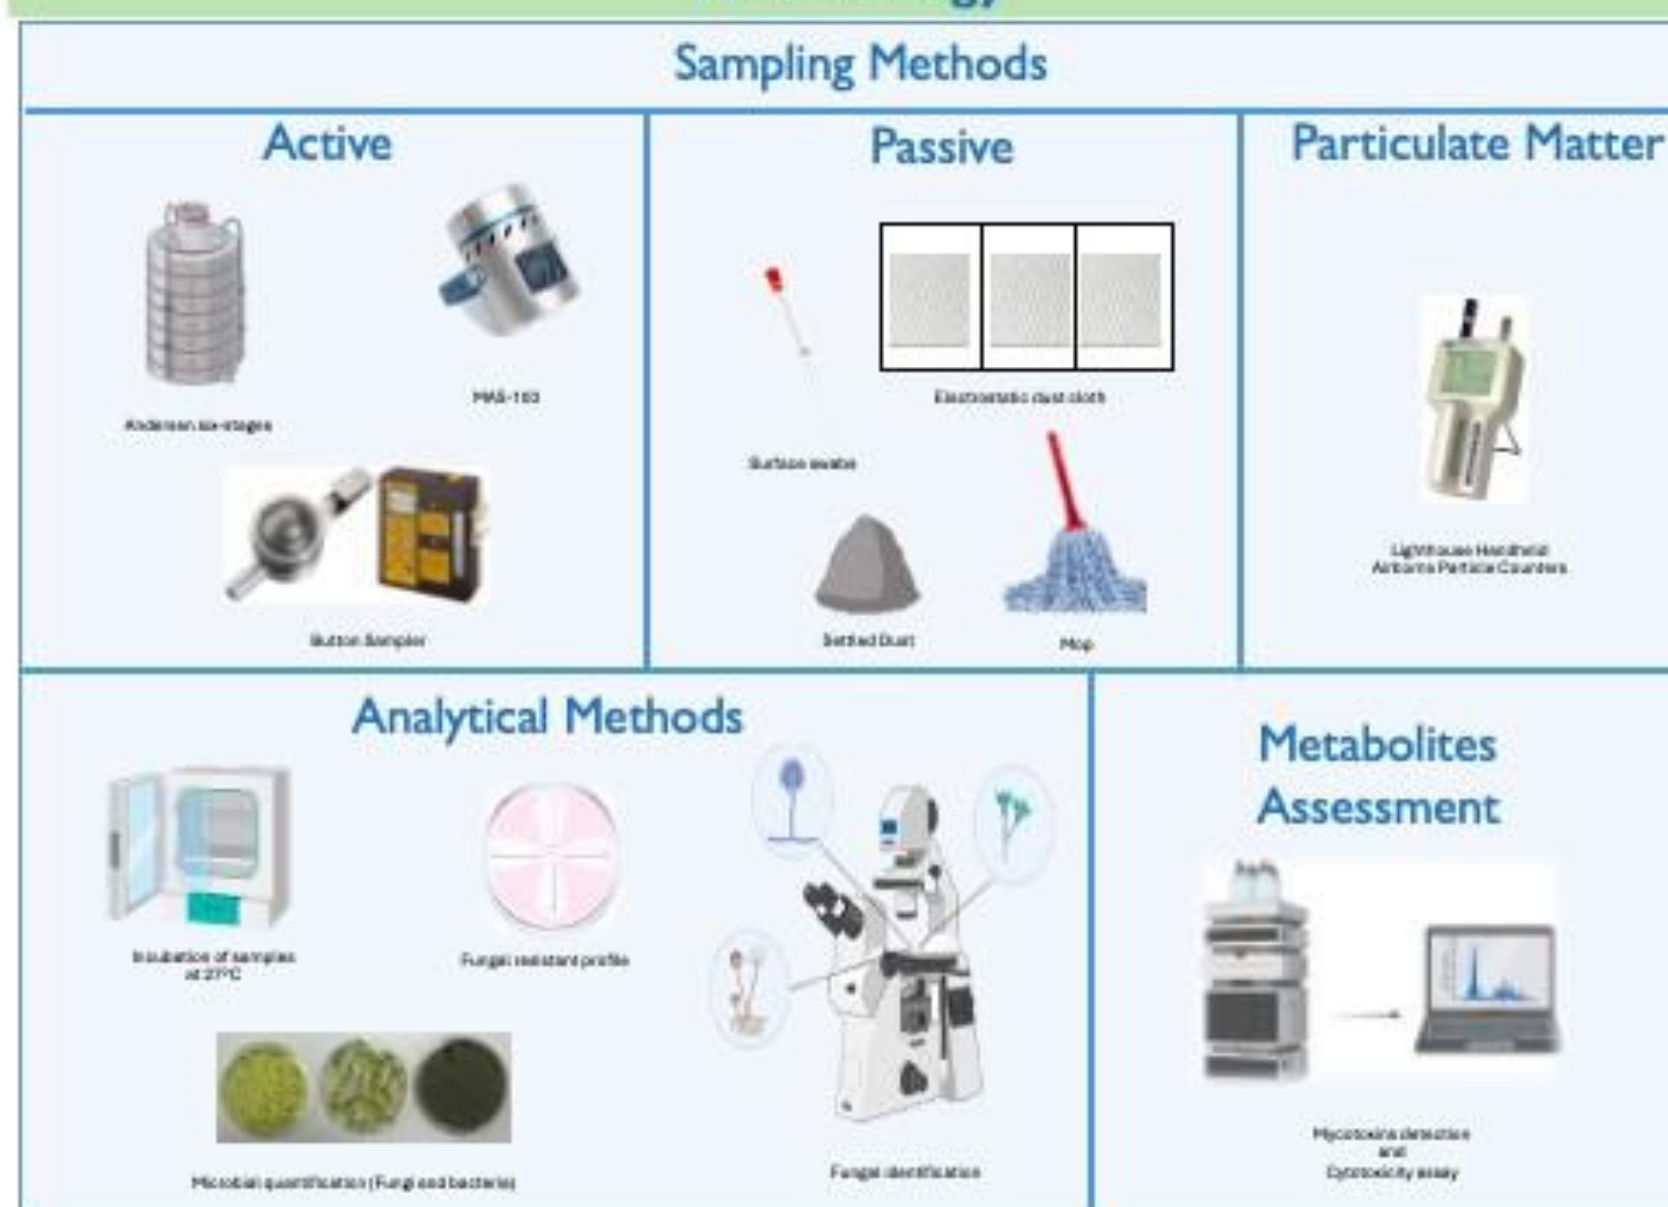 Sampling Methods
Active
Passive
Particulate Matter
Andersen six-stages
MAS-100
Electrostatic dust cloth
Surface swabs
Lighthouse Handheld
Airborne Particle Counters
Button Sampler
Settled Dust
Mop
Analytical Methods
Metabolites
Assessment
Incubation of samples
at 27ºC
Fungal resistant profile
Microbial quantification (Fungi and bacteria)
Fungal identification
Mycotoxins detection
and
Cytotoxicity assay